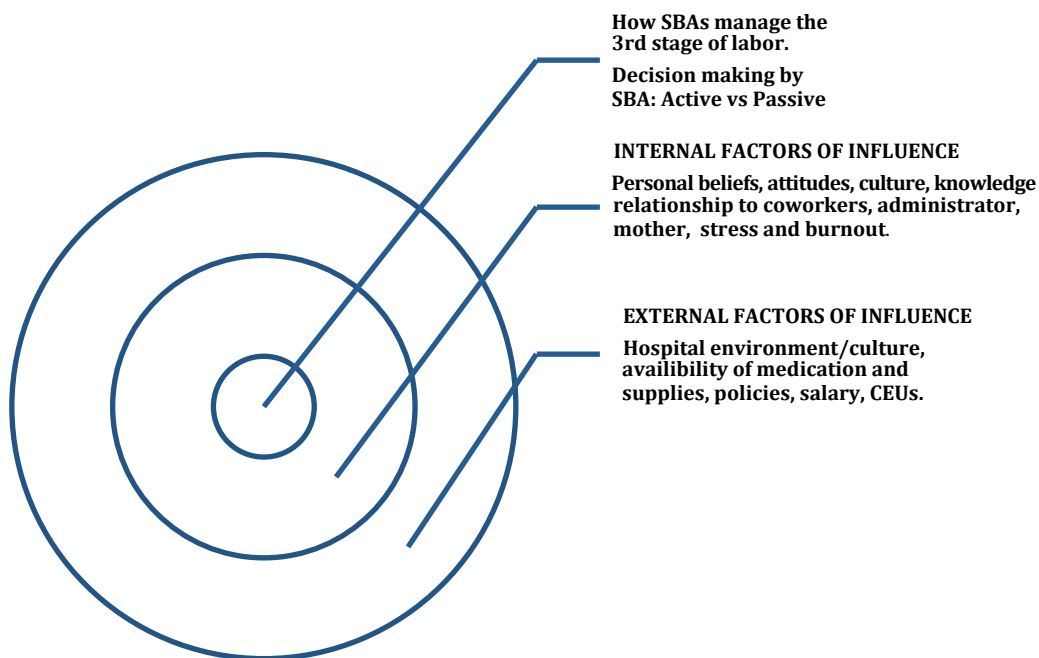 How SBAs manage the
3rd stage of labor.
Decision making by
SBA: Active vs Passive
INTERNAL FACTORS OF INFLUENCE
Personal beliefs, attitudes, culture, knowledge
relationship to coworkers, administrator,
mother, stress and burnout.
EXTERNAL FACTORS OF INFLUENCE
Hospital environment/culture,
availibility of medication and
supplies, policies, salary, CEUs.